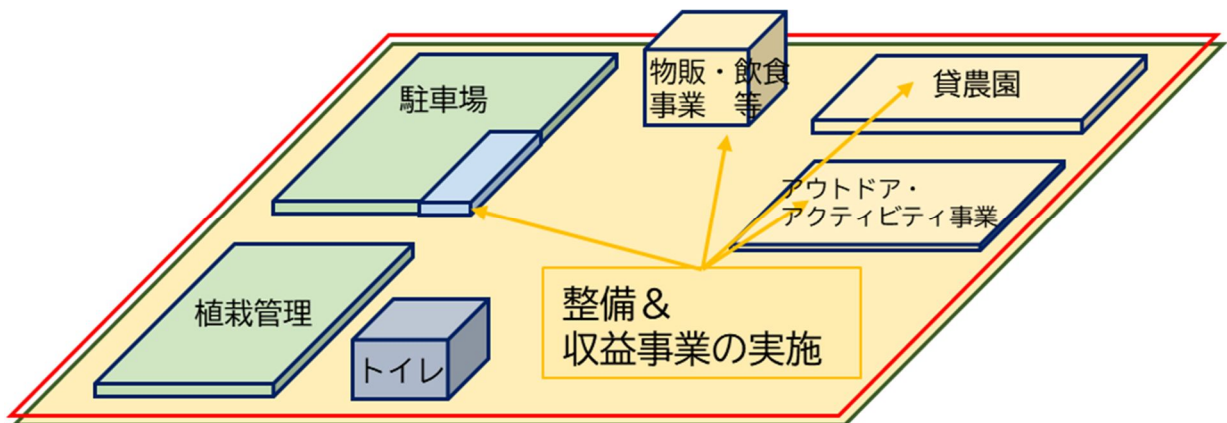 駐車場
物販・飲食
事業　等
貸農園
アウトドア・
アクティビティ事業
植栽管理
トイレ
整備＆
収益事業の実施